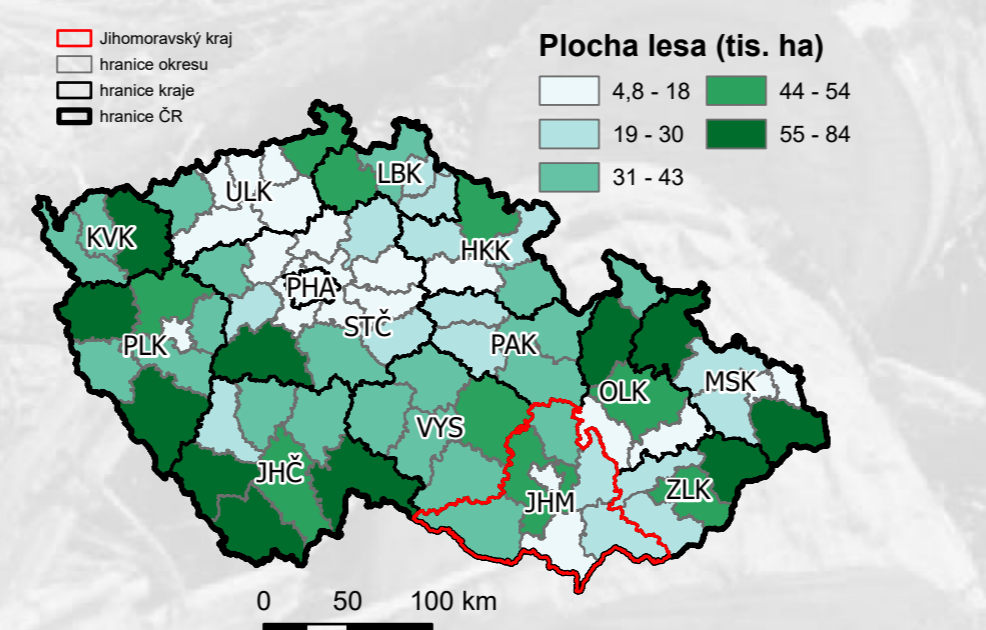 Jihomoravský kraj
hranice okresu
hranice kraje
hranice ČR
Plocha lesa (tis. ha)
4,8 - 18
44 - 54
19 - 30
55 - 84
31 - 43
ULK
LBK
KVK
HKK
PHA
STČ
PLK
PAK
MSK
OLK
VYS
JHČ
ZLK
JHM
0 50 100 km